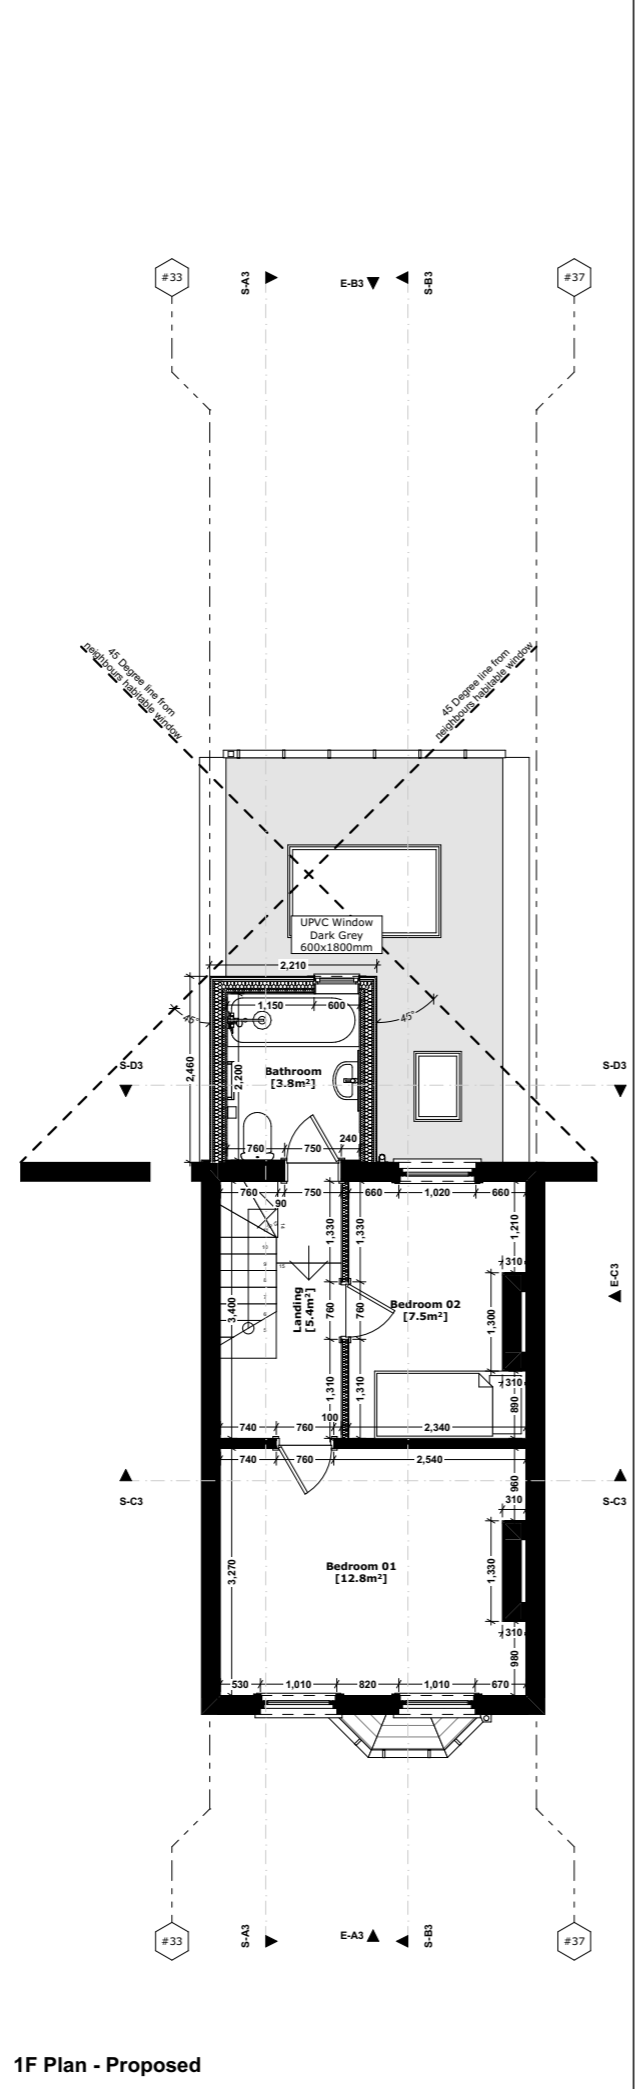 #33
S-A3
E-B3
S-B3
#37
45 Degree line from
neighbours habitable window
45 Degree line from
neighbours habitable window
UPVC Window
Dark Grey
600x1800mm
2,210
1,150
600
45°
45°
2,460
2,200
S-D3
S-D3
Bathroom
[3.8m²]
760
750
240
760
90
750
660
1,020
660
1,330
1,330
1,210
310
E-C3
Landing
[5.4m²]
3,400
760
760
Bedroom 02
[7.5m²]
1,300
1,310
1,310
310
890
740
760
100
2,340
740
760
2,540
S-C3
S-C3
960
310
3,270
Bedroom 01
[12.8m²]
1,330
310
980
530
1,010
820
1,010
670
#33
S-A3
E-A3
S-B3
#37
1F Plan - Proposed